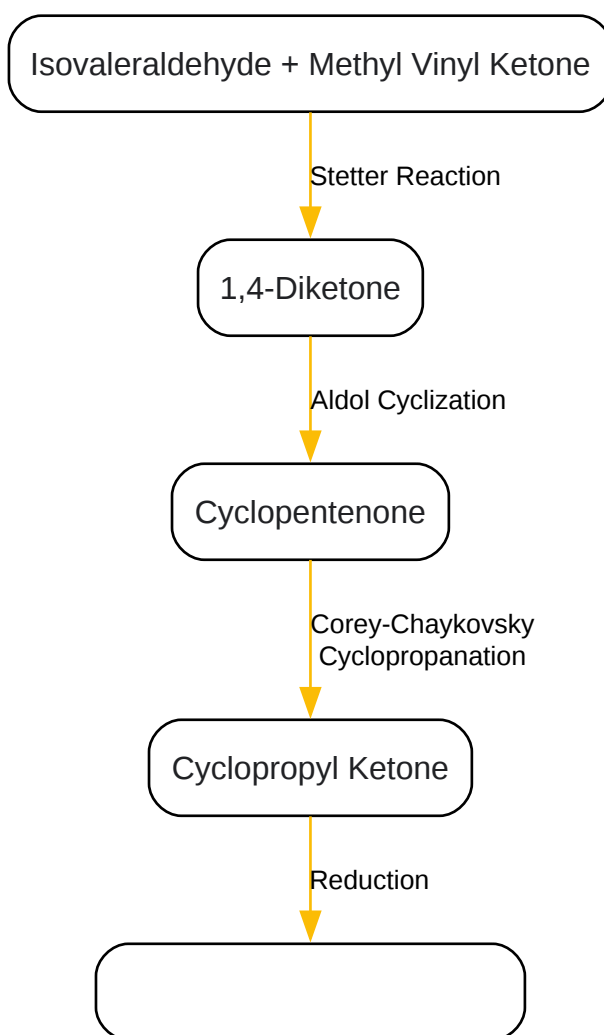 Isovaleraldehyde + Methyl Vinyl Ketone
Stetter Reaction
1,4-Diketone
Aldol Cyclization
Cyclopentenone
Corey-Chaykovsky
Cyclopropanation
Cyclopropyl Ketone
Reduction